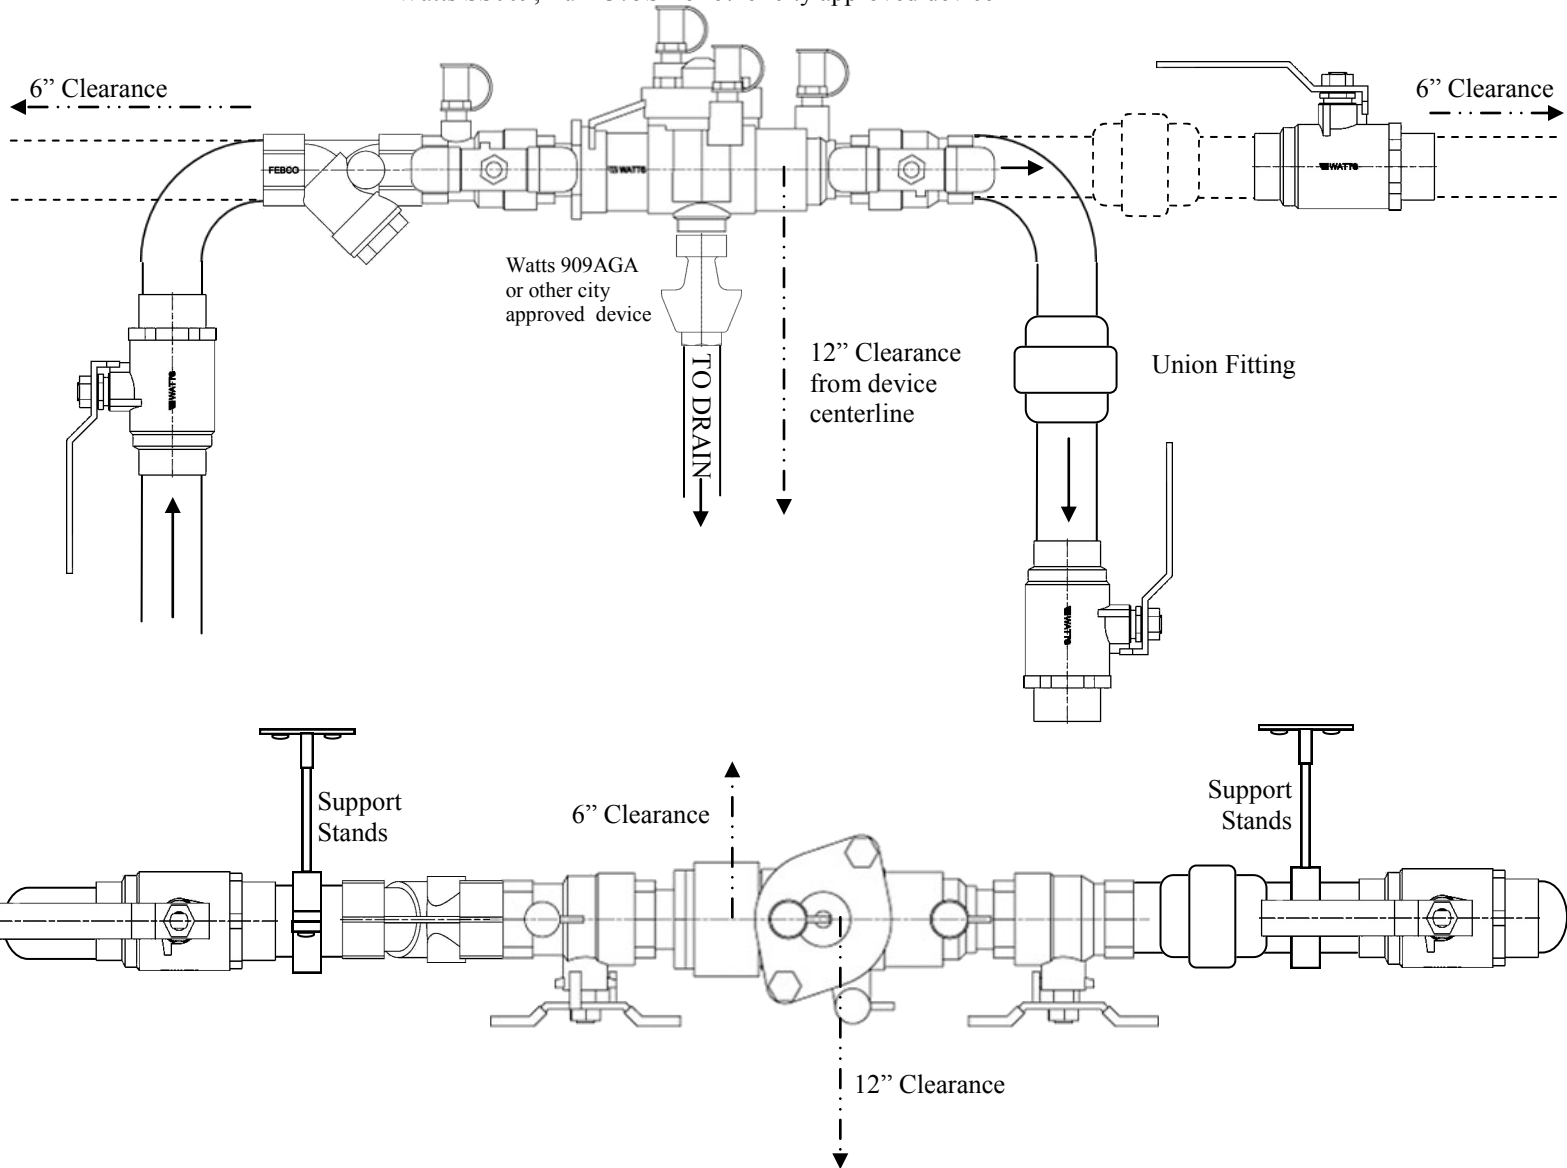 6” Clearance
6” Clearance
FEBCO
WATTS
WATTS
Watts 909AGA
or other city
approved device
WATTS
TO DRAIN
12” Clearance
from device
centerline
Union Fitting
WATTS
Support
Stands
6” Clearance
Support
Stands
12” Clearance